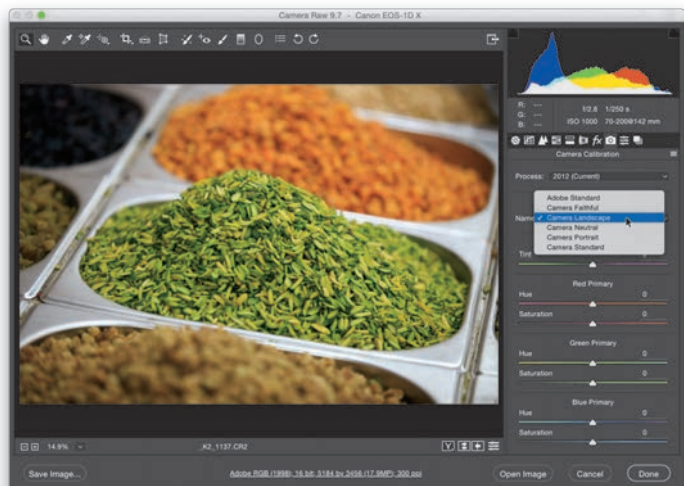 Camera Raw 9.7 - Canon EOS-1D X
R: ---
G: ---
B: ---
f/2.8 1/250 s
ISO 1000 70-200@142 mm
fx
Camera Calibration
Process: 2012 (Current)
Adobe Standard
Camera Faithful
Name ✓ Camera Landscape
Camera Neutral
Camera Portrait
Camera Standard
Tint
Red Primary
Hue 0
Saturation 0
Green Primary
Hue 0
Saturation 0
Blue Primary
Hue 0
Saturation 0
14.9% _K2_1137.CR2 Y
Save Image... Adobe RGB (1998); 16 bit; 5184 by 3456 (17.9MP); 300 ppi Open Image Cancel Done